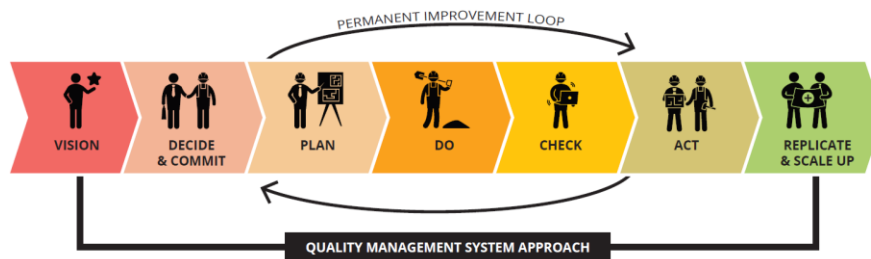 PERMANENT IMPROVEMENT LOOP
VISION
DECIDE
& COMMIT
PLAN
DO
CHECK
ACT
REPLICATE
& SCALE UP
QUALITY MANAGEMENT SYSTEM APPROACH